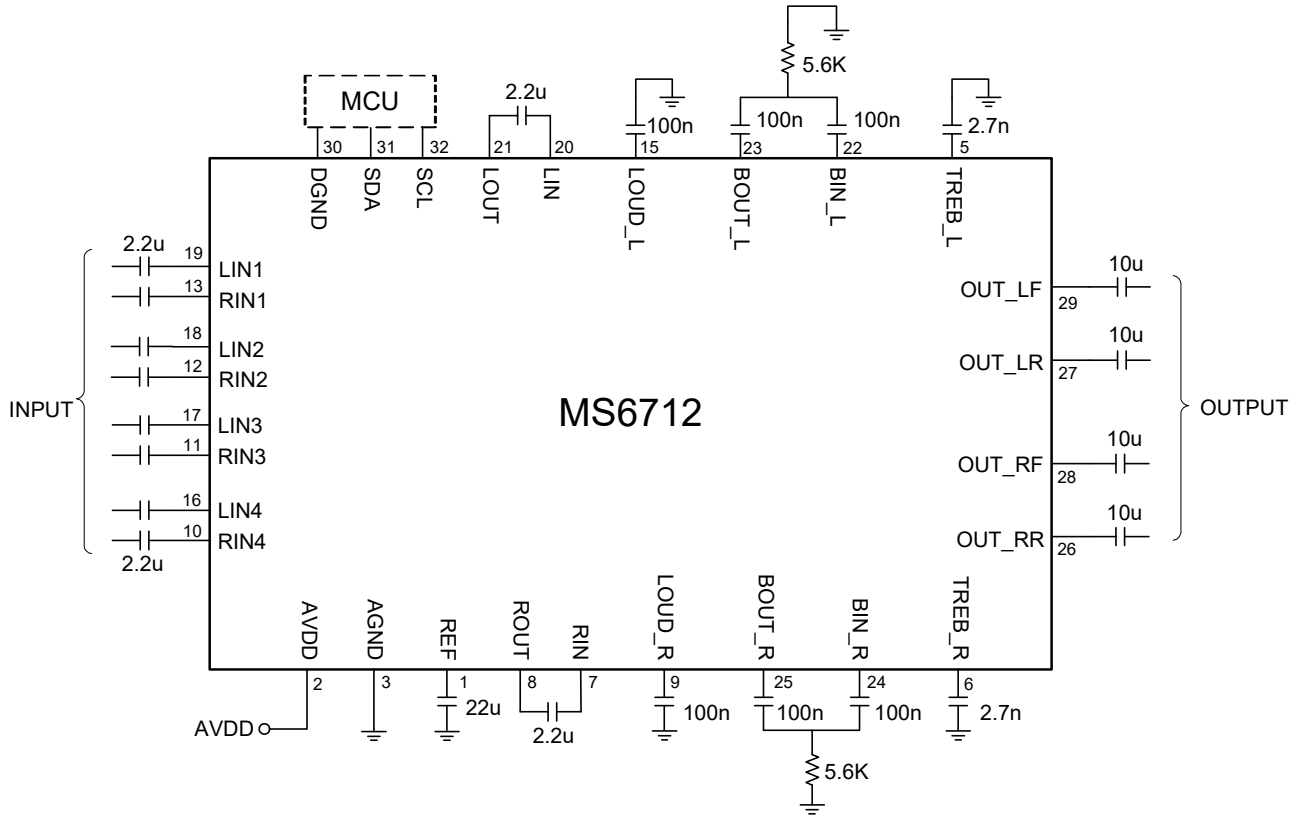 5.6K
MCU
2.2u
100n
100n
100n
2.7n
30
31
32
21
20
15
23
22
5
DGND
SDA
SCL
LOUT
LIN
LOUD_L
BOUT_L
BIN_L
TREB_L
INPUT
2.2u
19
LIN1
13
RIN1
18
LIN2
12
RIN2
17
LIN3
11
RIN3
16
LIN4
10
RIN4
2.2u
MS6712
OUT_LF
29
10u
OUT_LR
27
10u
OUT_RF
28
10u
OUT_RR
26
10u
OUTPUT
AVDD
AGND
REF
ROUT
RIN
LOUD_R
BOUT_R
BIN_R
TREB_R
2
3
1
8
7
9
25
24
6
AVDD
22u
2.2u
100n
100n
100n
2.7n
5.6K